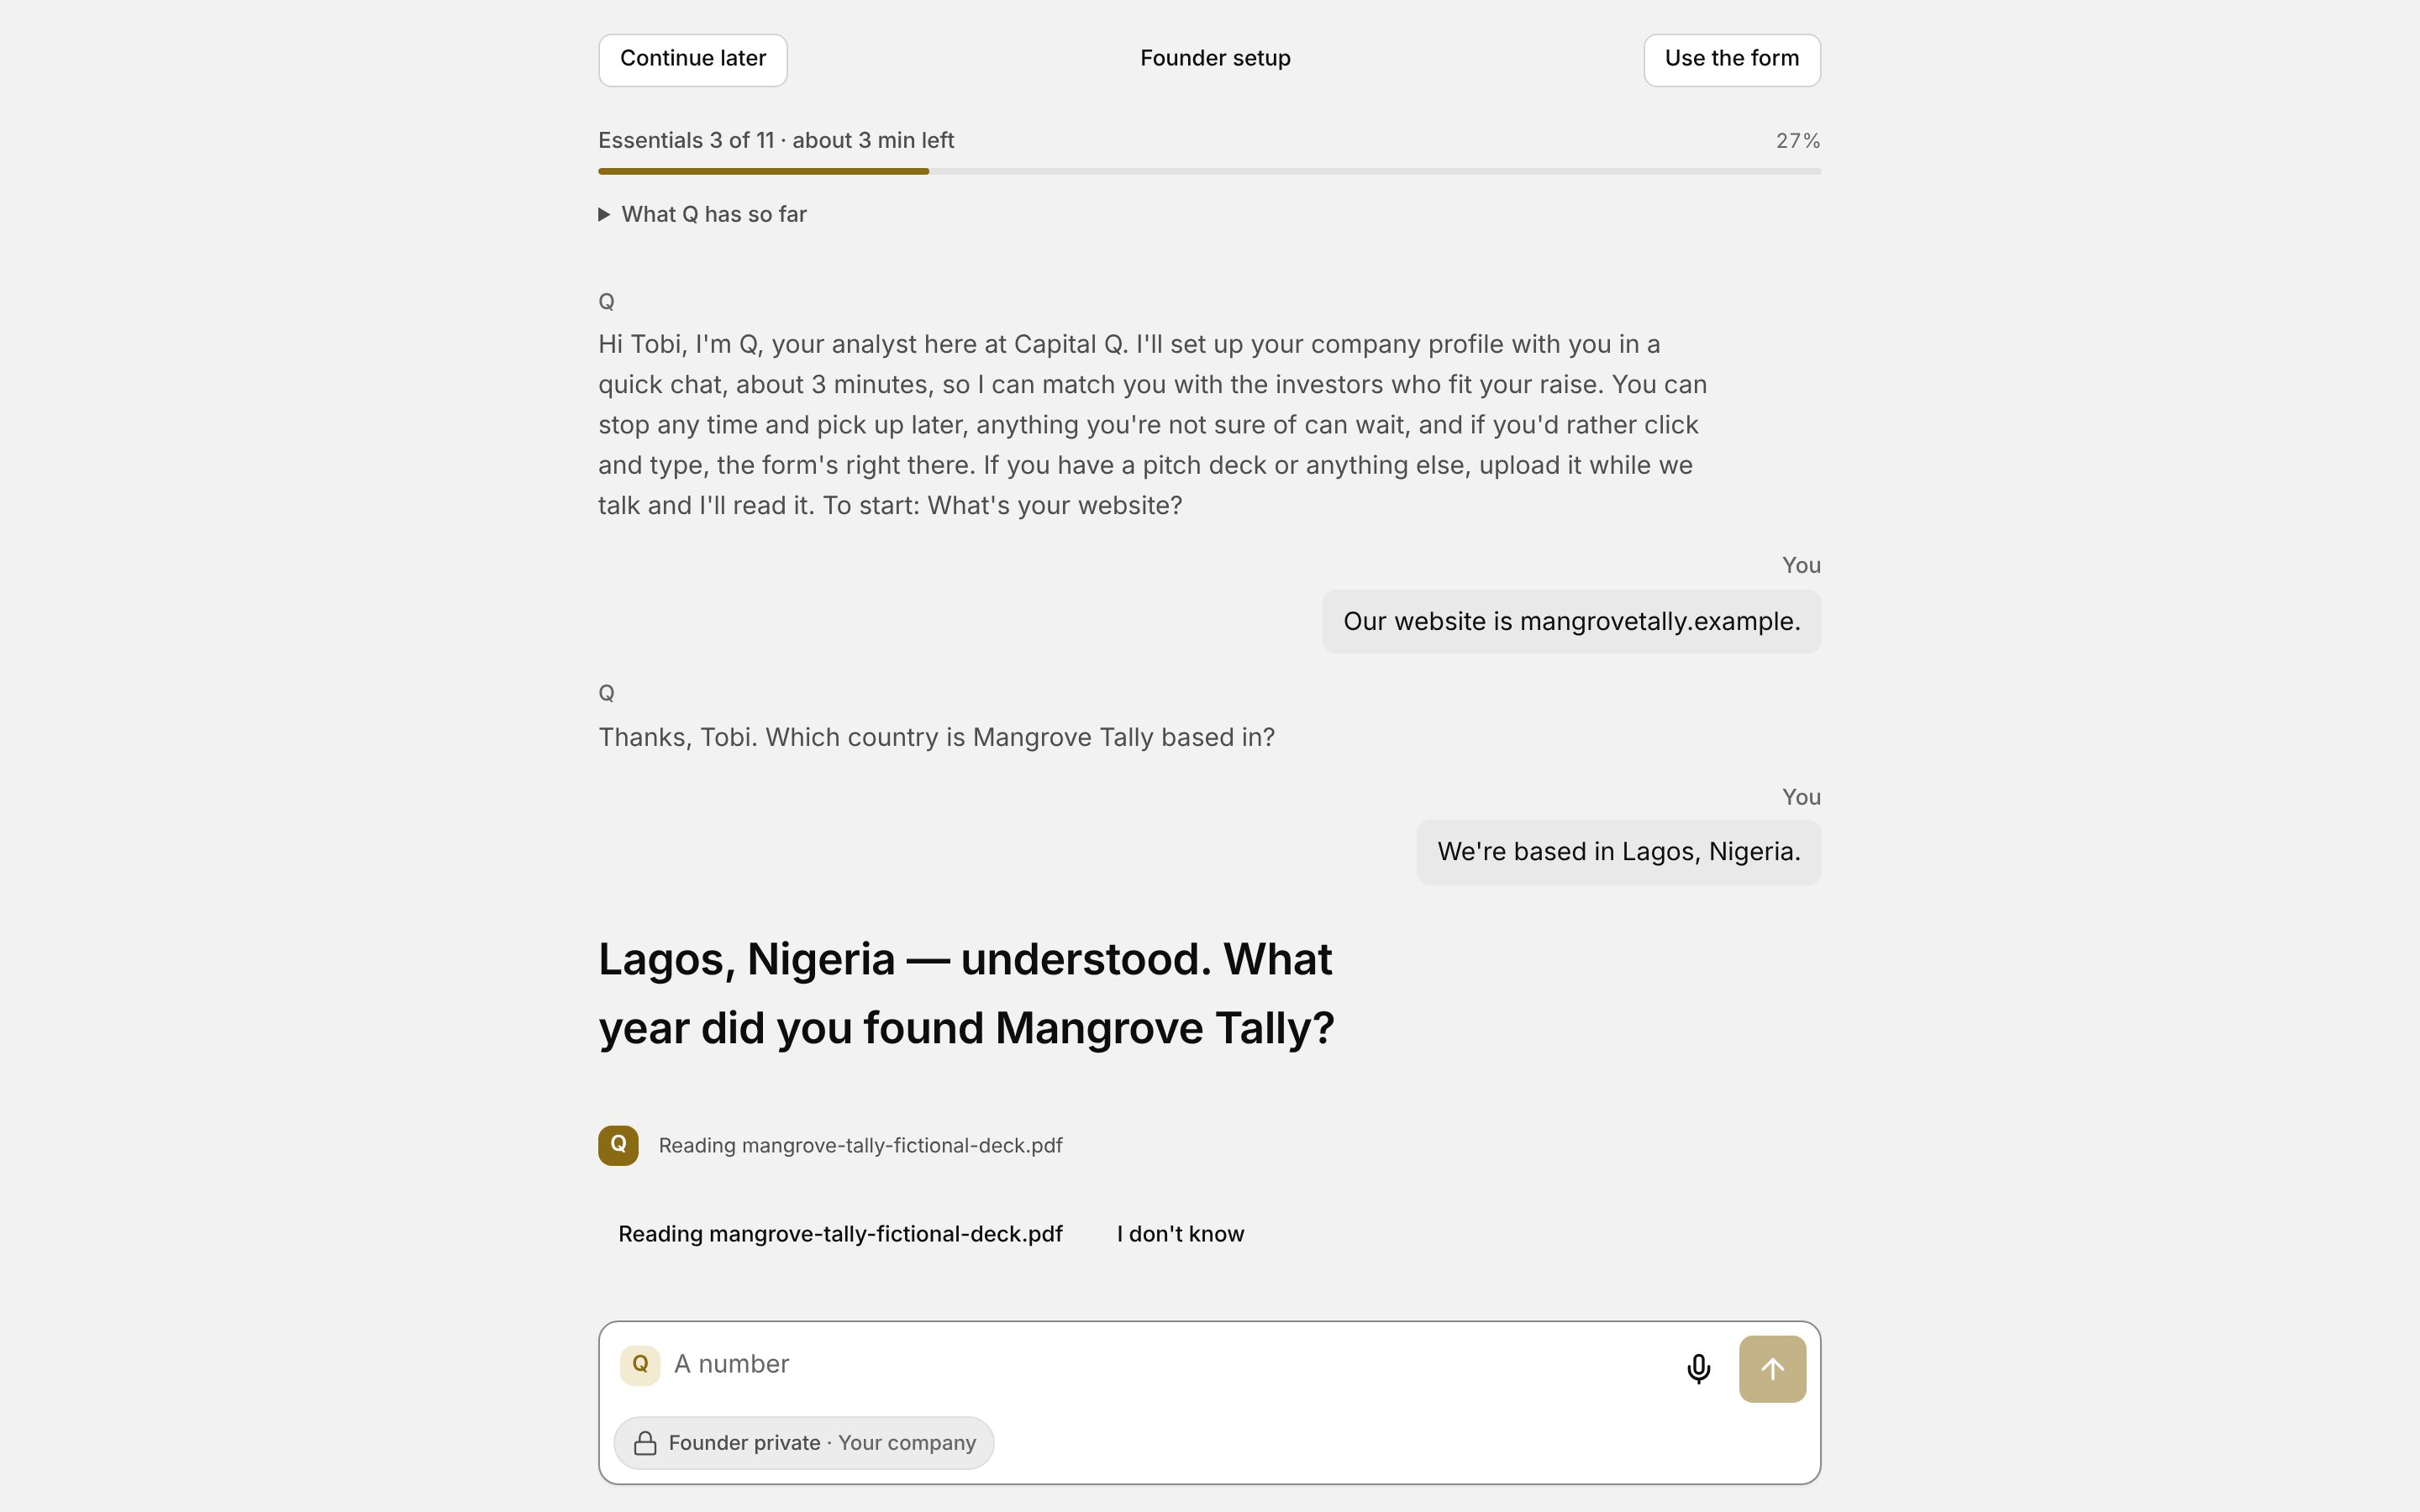 Continue later
Founder setup
Use the form
Essentials 3 of 11 · about 3 min left
27%
What Q has so far
Q
Hi Tobi, I'm Q, your analyst here at Capital Q. I'll set up your company profile with you in a
quick chat, about 3 minutes, so I can match you with the investors who fit your raise. You can
stop any time and pick up later, anything you're not sure of can wait, and if you'd rather click
and type, the form's right there. If you have a pitch deck or anything else, upload it while we
talk and I'll read it. To start: What's your website?
You
Our website is mangrovetally.example.
Q
Thanks, Tobi. Which country is Mangrove Tally based in?
You
We're based in Lagos, Nigeria.
Lagos, Nigeria — understood. What
year did you found Mangrove Tally?
Q
Reading mangrove-tally-fictional-deck.pdf
Reading mangrove-tally-fictional-deck.pdf
I don't know
Q
A number
Founder private · Your company